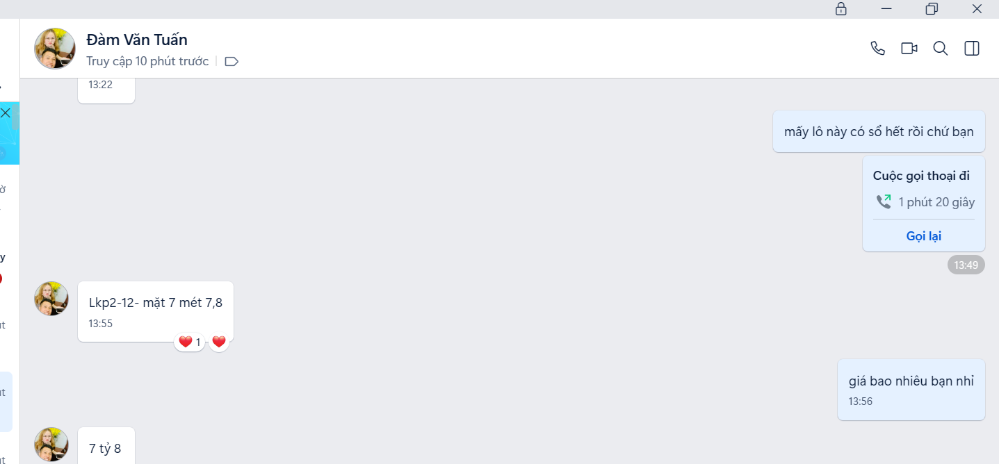 Đàm Văn Tuấn
Truy cập 10 phút trước
13:22
mấy lô này có sổ hết rồi chứ bạn
Cuộc gọi thoại đi
1 phút 20 giây
Gọi lại
13:49
Lkp2-12- mặt 7 mét 7,8
13:55
1
giá bao nhiêu bạn nhỉ
13:56
7 tỷ 8